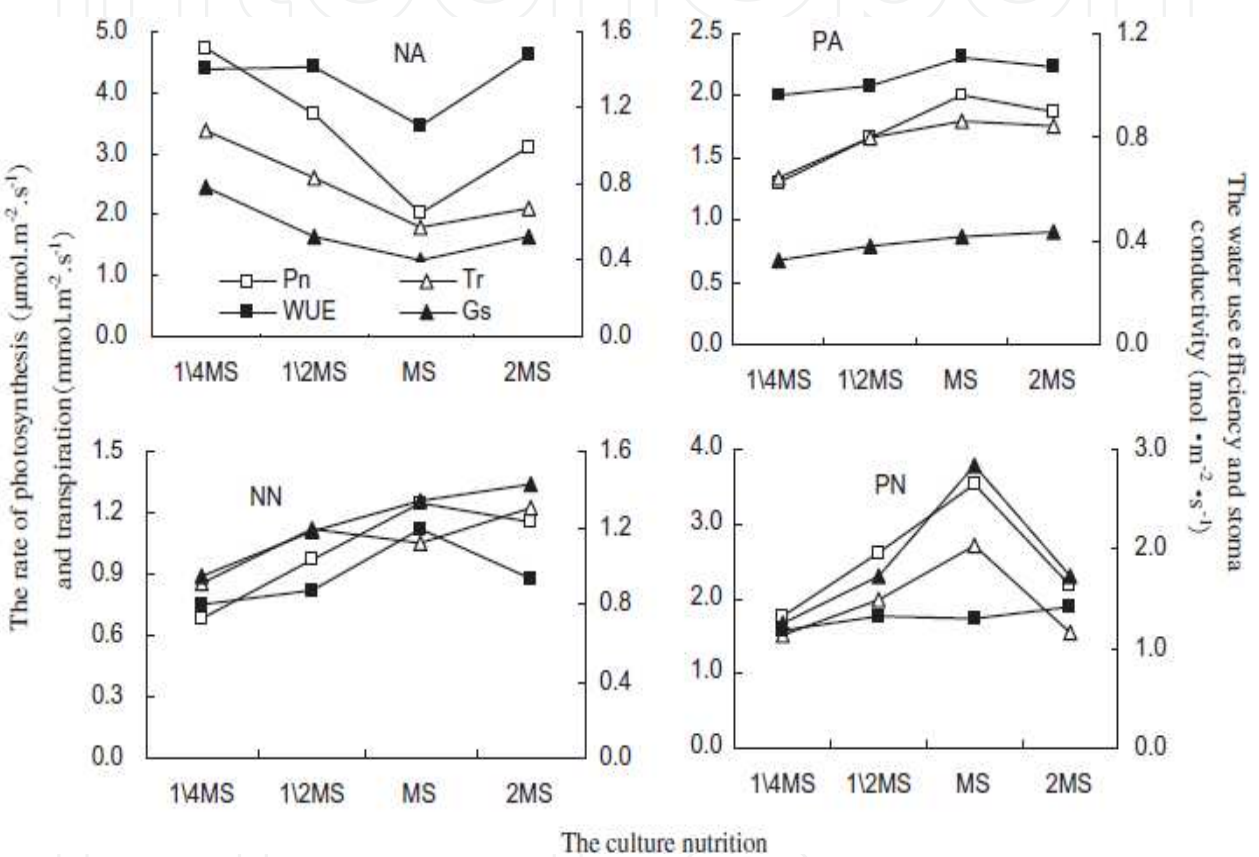 The rate of photosynthesis (μmol.m-2.s-1)
and transpiration(mmol.m-2.s-1)
5.0
4.0
3.0
2.0
1.0
0.0
NA
Pn
Tr
WUE
Gs
1.6
1.2
0.8
0.4
0.0
1\4MS 1\2MS MS 2MS
2.5
2.0
1.5
1.0
0.5
0.0
PA
1.2
0.8
0.4
0.0
1\4MS 1\2MS MS 2MS
The water use efficiency and stoma
conductivity (mol •m-2 •s-1)
1.5
1.2
0.9
0.6
0.3
0.0
NN
1.6
1.2
0.8
0.4
0.0
1\4MS 1\2MS MS 2MS
4.0
3.0
2.0
1.0
0.0
PN
3.0
2.0
1.0
0.0
1\4MS 1\2MS MS 2MS
The culture nutrition